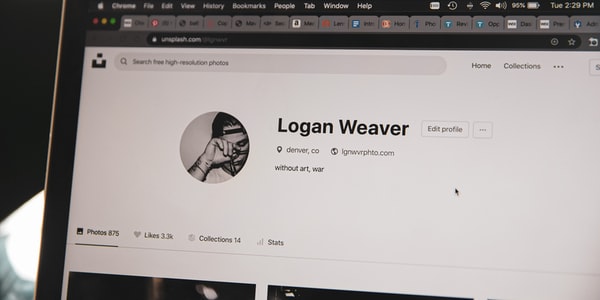 Chrome File Edit View History Bookmarks People Tab Window Help 95% Tue 2:29 PM
unsplash.com/@lgnwvr
Search free high-resolution photos
Home Collections
Logan Weaver
Edit profile
denver, co lgnwvrphto.com
without art, war
Photos 875 Likes 3.3k Collections 14 Stats